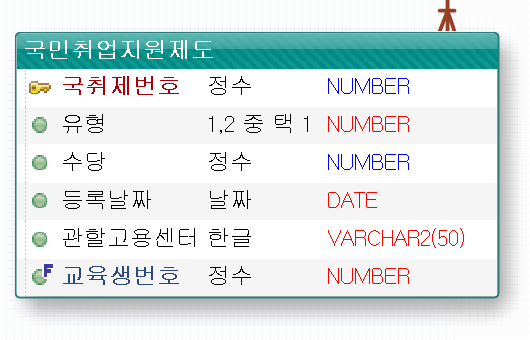 국민취업지원제도
국취제번호 정수 NUMBER
유형 1,2 중 택 1 NUMBER
수당 정수 NUMBER
등록날짜 날짜 DATE
관할고용센터 한글 VARCHAR2(50)
F 교육생번호 정수 NUMBER